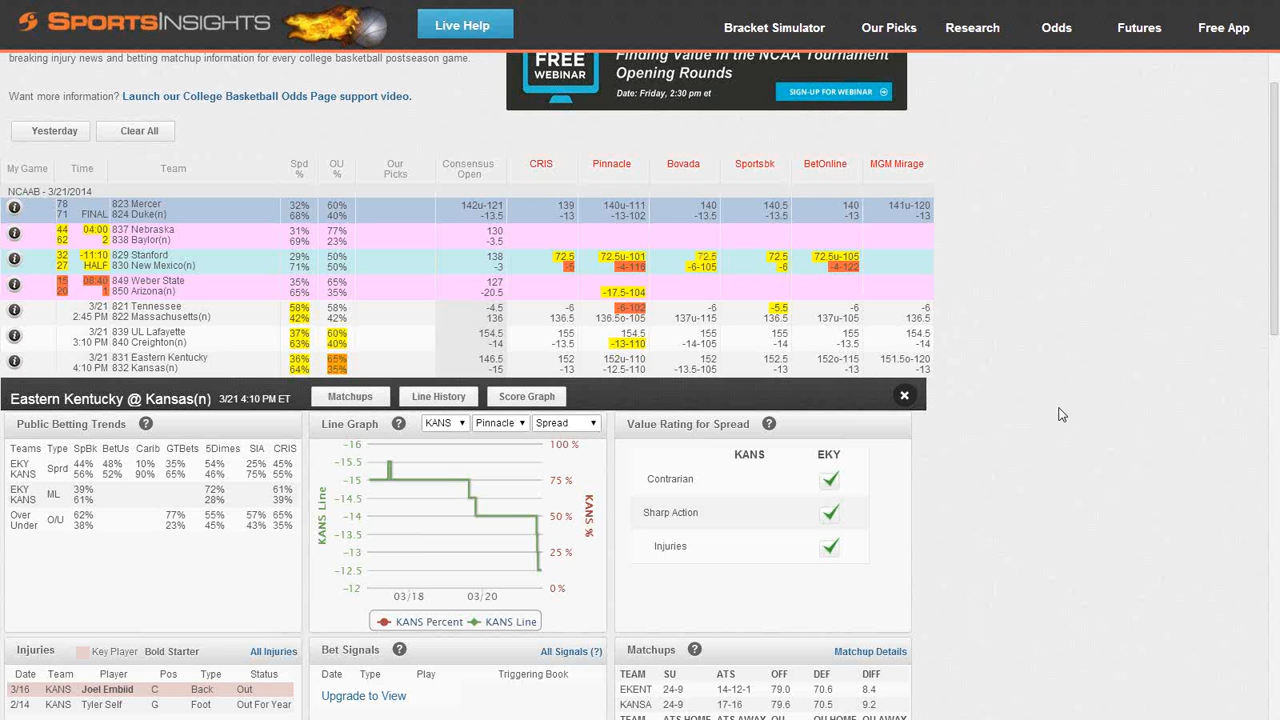 SPORTSINSIGHTS Live Help Bracket Simulator Our Picks Research Odds Futures Free App
breaking injury news and betting matchup information for every college basketball postseason game.
Want more information? Launch our College Basketball Odds Page support video.
FREE WEBINAR
Finding Value in the NCAA Tournament
Opening Rounds
Date: Friday, 2:30 pm et SIGN-UP FOR WEBINAR
Yesterday Clear All
My Game Time Team Spd % OU % Our Picks Consensus Open CRIS Pinnacle Bovada Sportsbk BetOnline MGM Mirage
NCAAB - 3/21/2014
78 823 Mercer 32% 60% 142u-121 139 140u-111 140 140.5 140 141u-120
71 FINAL 824 Duke(n) 68% 40% -13.5 -13 -13-102 -13 -13 -13 -13
44 04:00 837 Nebraska 31% 77% 130
62 2 838 Baylor(n) 69% 23% -3.5
32 -11:10 829 Stanford 29% 50% 138 72.5 72.5u-101 72.5 72.5 72.5u-105
27 HALF 830 New Mexico(n) 71% 50% -3 -6 -4-116 -6-105 -6 -4-122
15 08:40 849 Weber State 35% 65% 127
20 1 850 Arizona(n) 65% 35% -20.5 -17.5-104
3/21 821 Tennessee 58% 58% -4.5 -6 -6-102 -6 -5.5 -6 -6
2:45 PM 822 Massachusetts(n) 42% 42% 136 136.5 136.5o-105 137u-115 136.5 137u-105 136.5
3/21 839 UL Lafayette 37% 60% 154.5 155 154.5 155 155 155 154.5
3:10 PM 840 Creighton(n) 63% 40% -14 -13.5 -13-110 -14-105 -14 -13.5 -14
3/21 831 Eastern Kentucky 36% 65% 146.5 152 152u-110 152 152.5 152o-115 151.5o-120
4:10 PM 832 Kansas(n) 64% 35% -15 -13 -12.5-110 -13.5-105 -13 -13 -13
Eastern Kentucky @ Kansas(n) 3/21 4:10 PM ET Matchups Line History Score Graph
Public Betting Trends ?
Teams Type SpBk BetUs Carib GTBets 5Dimes SIA CRIS
EKY Sprd 44% 48% 10% 35% 54% 25% 45%
KANS 56% 52% 90% 65% 46% 75% 55%
EKY ML 39% 72% 61%
KANS 61% 28% 39%
Over O/U 62% 77% 55% 57% 65%
Under 38% 23% 45% 43% 35%
Line Graph ? KANS Pinnacle Spread
-16 100 %
-15.5
-15 75 %
-14.5
-14 50 %
-13.5
-13 25 %
-12.5
-12 0 %
KANS Line
KANS %
03/18 03/20
KANS Percent KANS Line
Value Rating for Spread ?
KANS EKY
Contrarian
Sharp Action
Injuries
Injuries Key Player Bold Starter All Injuries
Date Team Player Pos Type Status
3/16 KANS Joel Embiid C Back Out
2/14 KANS Tyler Self G Foot Out For Year
Bet Signals ? All Signals (?)
Date Type Play Triggering Book
Upgrade to View
Matchups ? Matchup Details
TEAM SU ATS OFF DEF DIFF
EKENT 24-9 14-12-1 79.0 70.6 8.4
KANSA 24-9 17-16 79.6 70.5 9.2
TEAM ATS HOME ATS AWAY OU OU HOME OU AWAY